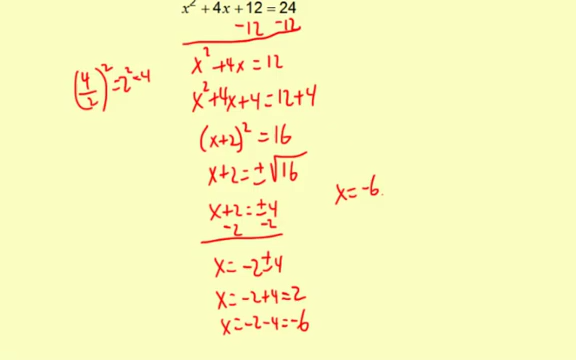 x² + 4x + 12 = 24
-12 -12
x² + 4x = 12
(4/2)² = 2² = 4
x² + 4x + 4 = 12 + 4
(x+2)² = 16
x+2 = ±√16
x+2 = ±4
-2 -2
x = -2 ± 4
x = -2+4 = 2
x = -2-4 = -6
x = -6